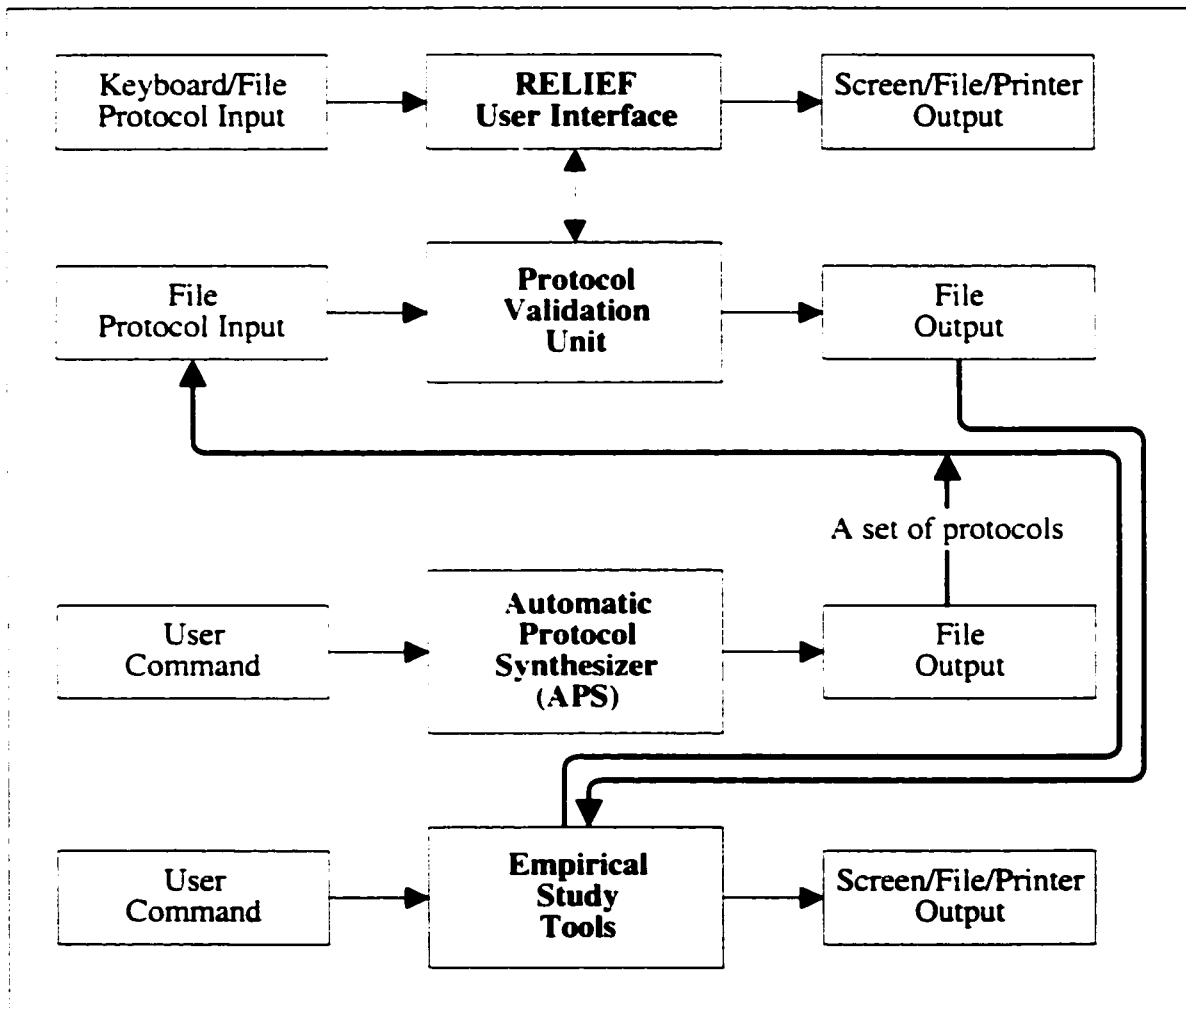 Keyboard/File
Protocol Input
RELIEF
User Interface
Screen/File/Printer
Output
File
Protocol Input
Protocol
Validation
Unit
File
Output
A set of protocols
User
Command
Automatic
Protocol
Synthesizer
(APS)
File
Output
User
Command
Empirical
Study
Tools
Screen/File/Printer
Output